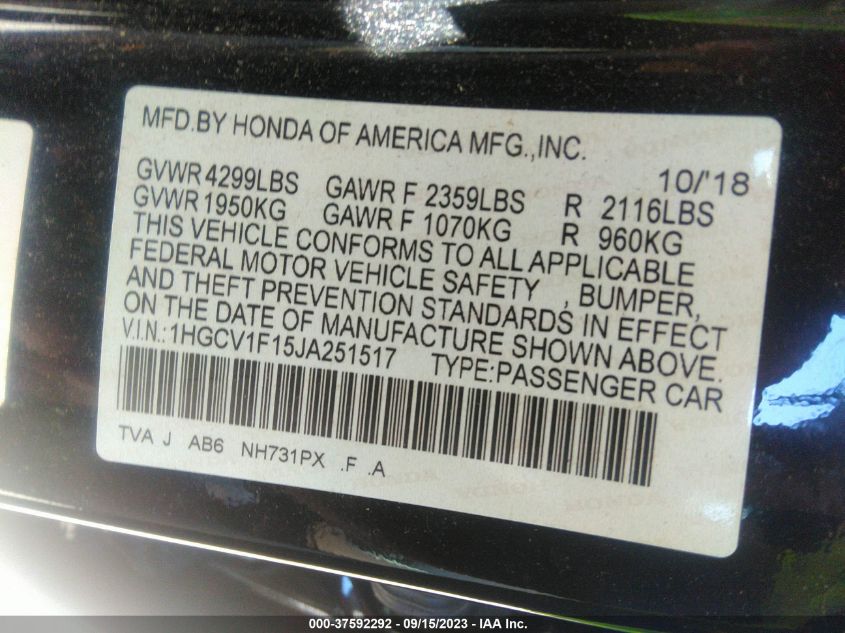 MFD.BY HONDA OF AMERICA MFG.,INC.
10/'18
GVWR 4299LBS GAWR F 2359LBS R 2116LBS
GVWR 1950KG GAWR F 1070KG R 960KG
THIS VEHICLE CONFORMS TO ALL APPLICABLE
FEDERAL MOTOR VEHICLE SAFETY , BUMPER,
AND THEFT PREVENTION STANDARDS IN EFFECT
ON THE DATE OF MANUFACTURE SHOWN ABOVE.
V.I.N.:1HGCV1F15JA251517 TYPE:PASSENGER CAR
TVA J AB6 NH731PX .F .A
000-37592292 - 09/15/2023 - IAA Inc.